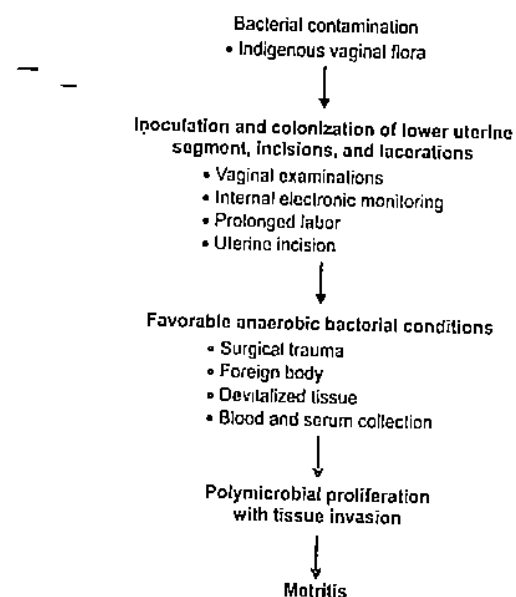 Bacterial contamination
• Indigenous vaginal flora
Inoculation and colonization of lower uterine
segment, incisions, and lacerations
• Vaginal examinations
• Internal electronic monitoring
• Prolonged labor
• Uterine incision
Favorable anaerobic bacterial conditions
• Surgical trauma
• Foreign body
• Devitalized tissue
• Blood and serum collection
Polymicrobial proliferation
with tissue invasion
Metritis